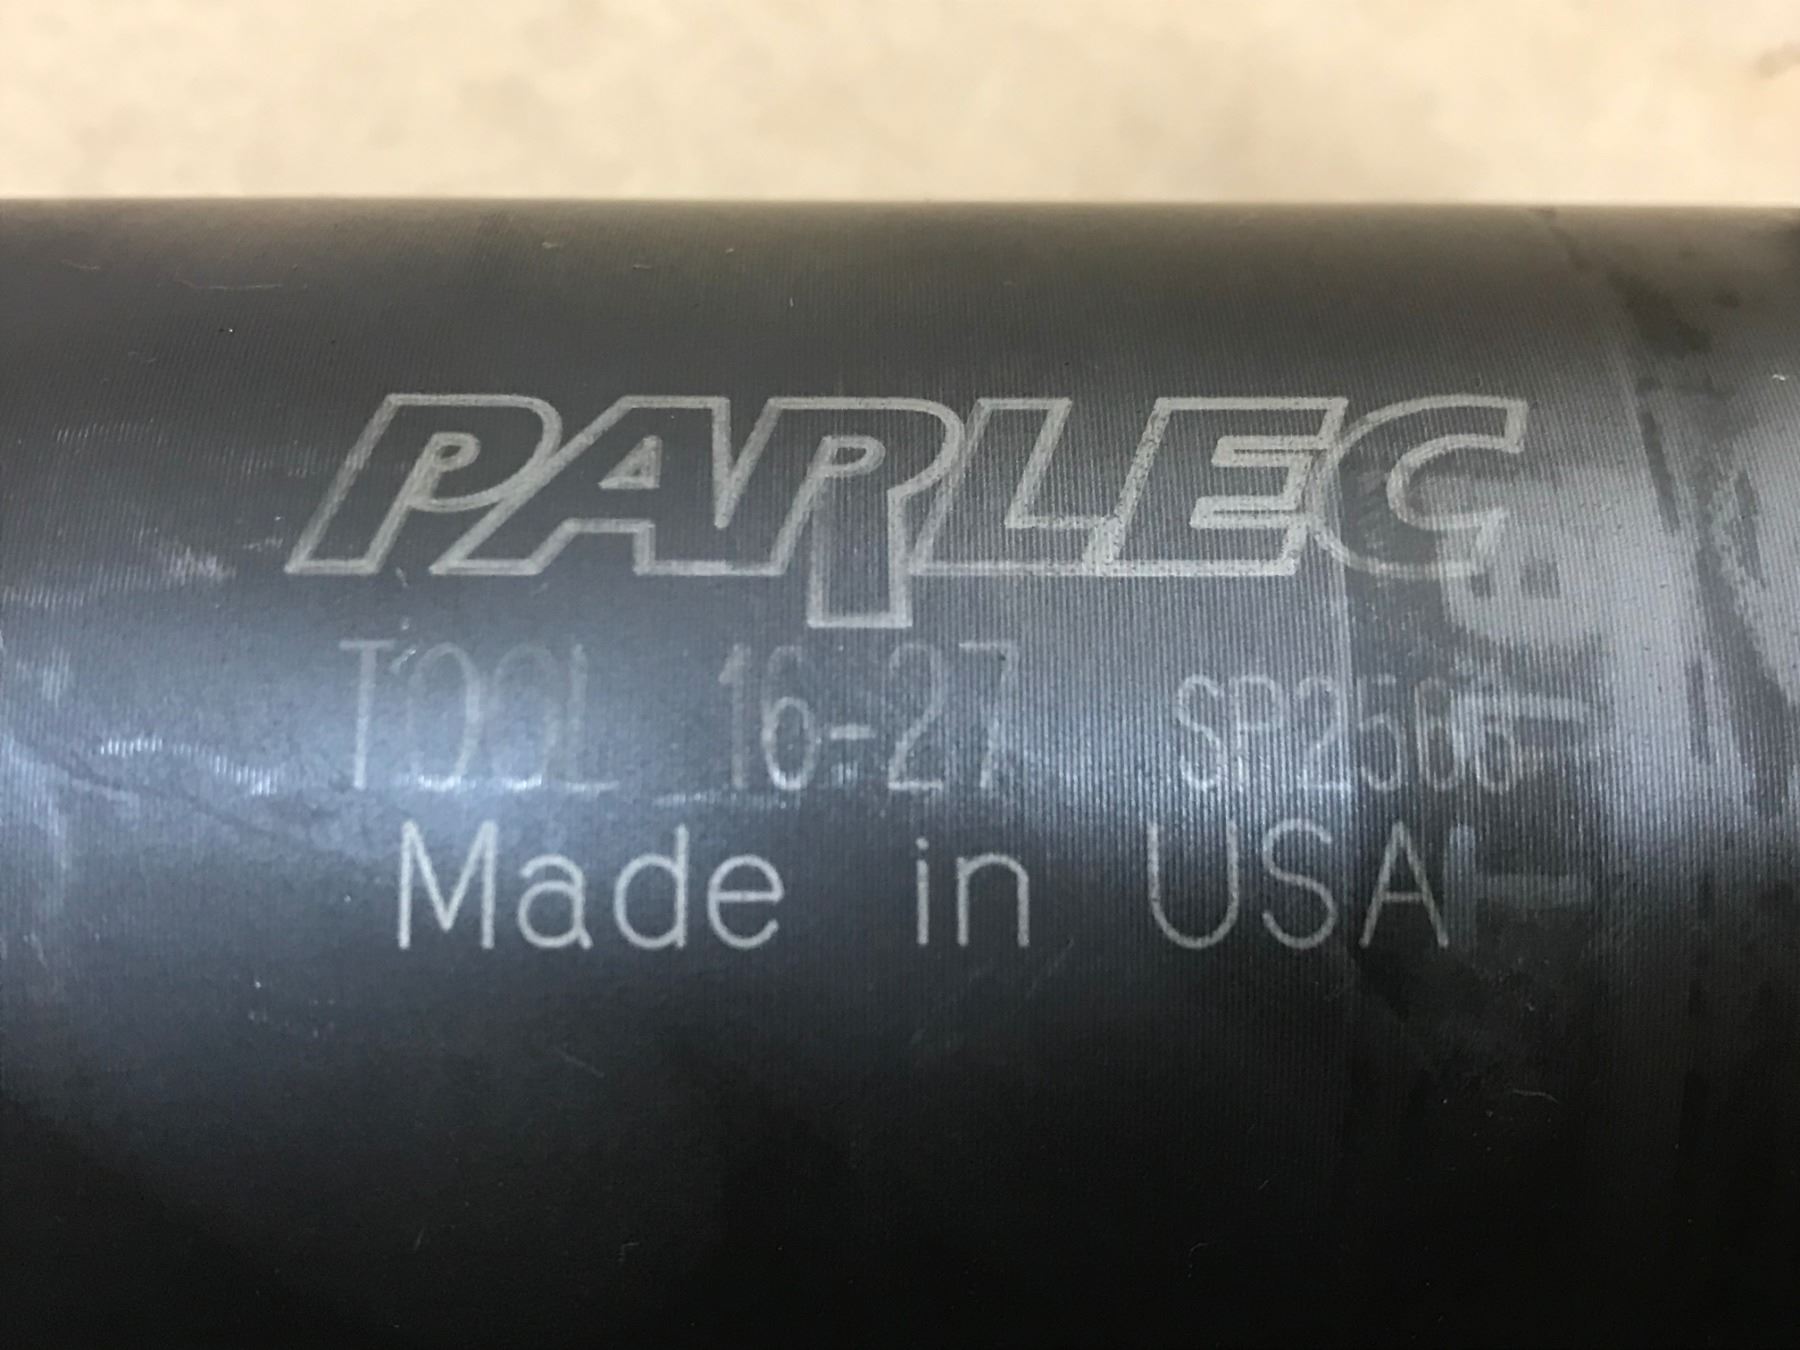 PARLEC
TOOL 16-27
Made in USA